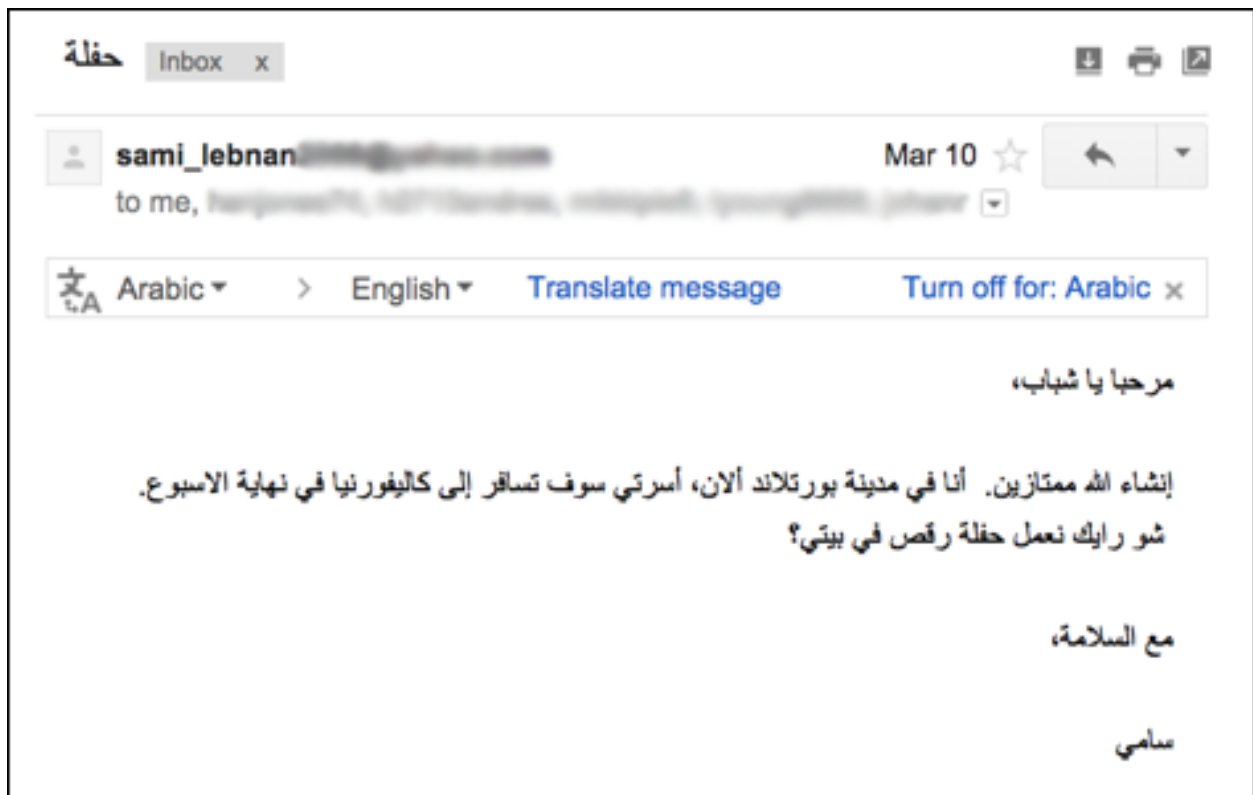 حفلة Inbox x
sami_lebnan
Mar 10
to me,
Arabic > English Translate message Turn off for: Arabic x
مرحبا يا شباب،
إنشاء الله ممتازين. أنا في مدينة بورتلاند ألان، أسرتي سوف تسافر إلى كاليفورنيا في نهاية الاسبوع.
شو رايك نعمل حفلة رقص في بيتي؟
مع السلامة،
سامي